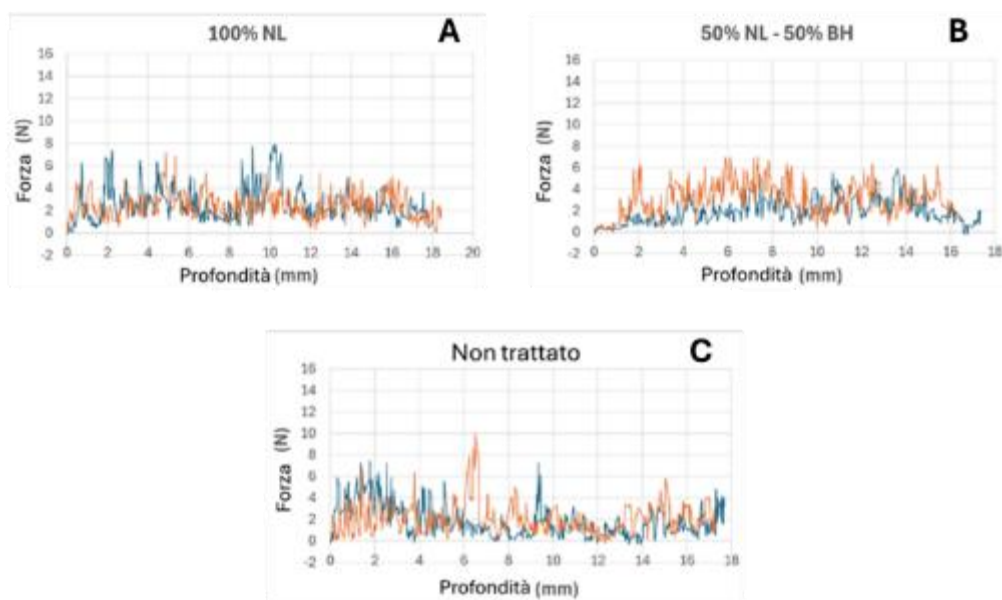 100% NL
A
16
14
12
10
8
6
4
2
0
-2
Forza (N)
0 2 4 6 8 10 12 14 16 18 20
Profondità (mm)
50% NL - 50% BH
B
16
14
12
10
8
6
4
2
0
-2
Forza (N)
0 2 4 6 8 10 12 14 16 18
Profondità (mm)
Non trattato
C
16
14
12
10
8
6
4
2
0
-2
Forza (N)
0 2 4 6 8 10 12 14 16 18
Profondità (mm)